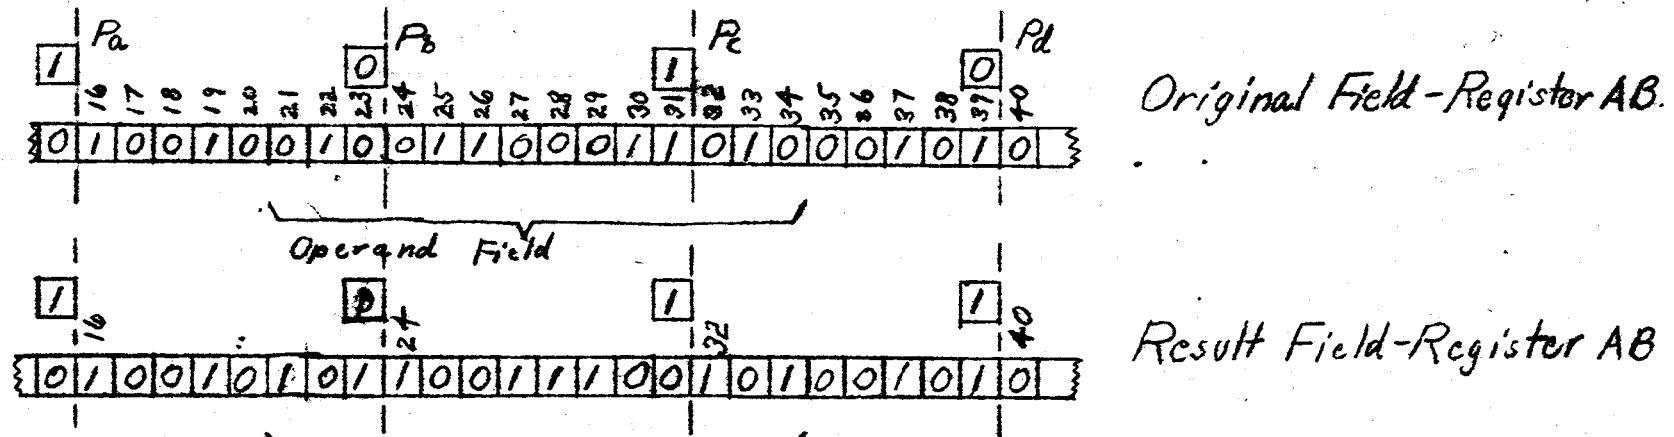 Pa Pb Pc Pd
1 0 1 0
16 17 18 19 20 21 22 23 24 25 26 27 28 29 30 31 32 33 34 35 36 37 38 39 40
Original Field-Register AB.
0 1 0 0 1 0 0 1 0 0 1 1 0 0 0 1 1 0 1 0 0 0 1 0 1 0
Operand Field
1 1 1
16 24 32 40
Result Field-Register AB
0 1 0 0 1 0 1 0 1 1 0 0 1 1 1 0 0 1 0 1 0 0 1 0 1 0